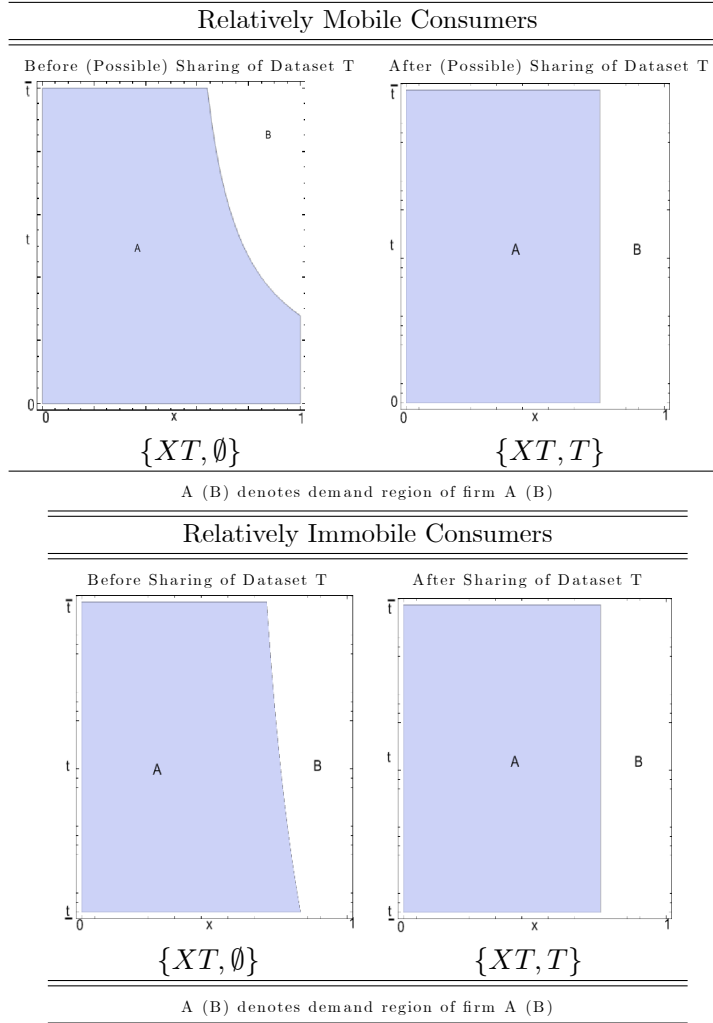 Relatively Mobile Consumers
Before (Possible) Sharing of Dataset T
After (Possible) Sharing of Dataset T
t̅
B
t
A
0
0
x
1
{XT, ∅}
t̅
t
A
B
0
0
x
1
{XT, T}
A (B) denotes demand region of firm A (B)
Relatively Immobile Consumers
Before Sharing of Dataset T
After Sharing of Dataset T
t̅
t
A
B
t̲
0
x
1
{XT, ∅}
t̅
t
A
B
t̲
0
x
1
{XT, T}
A (B) denotes demand region of firm A (B)